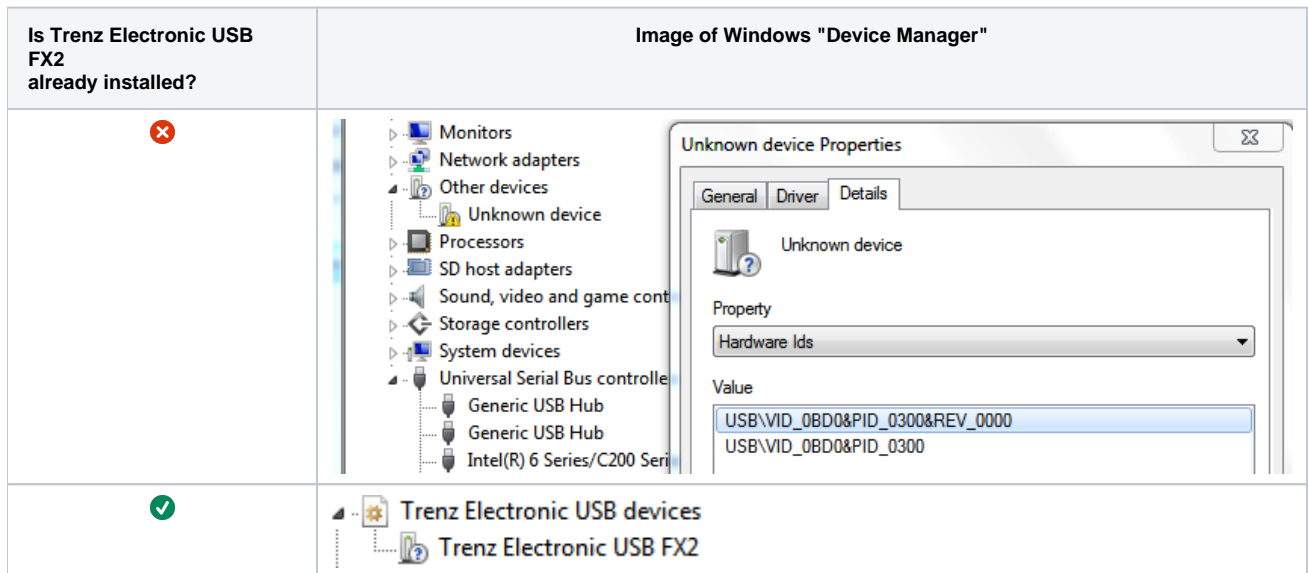 Is Trenz Electronic USB
FX2
already installed?
Image of Windows "Device Manager"
Monitors
Network adapters
Other devices
Unknown device
Processors
SD host adapters
Sound, video and game cont
Storage controllers
System devices
Universal Serial Bus controlle
Generic USB Hub
Generic USB Hub
Intel(R) 6 Series/C200 Seri
Unknown device Properties
General Driver Details
Unknown device
Property
Hardware Ids
Value
USB\VID_0BD0&PID_0300&REV_0000
USB\VID_0BD0&PID_0300
Trenz Electronic USB devices
Trenz Electronic USB FX2